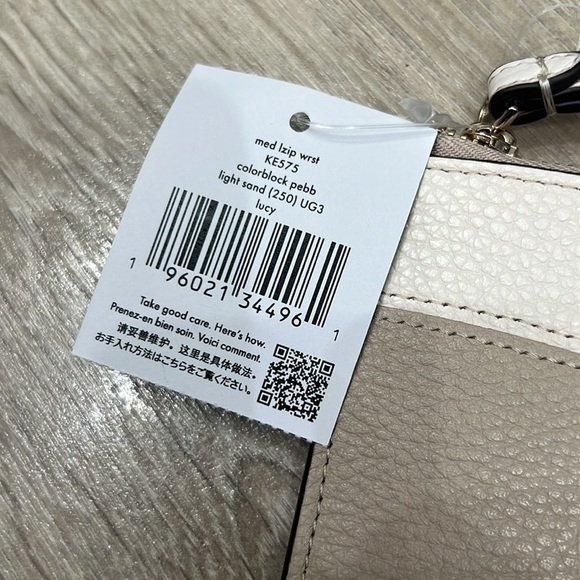 med lzip wrst
KE575
colorblock pebb
light sand (250) UG3
lucy
1 96021 34496 1
Take good care. Here's how.
Prenez-en bien soin. Voici comment.
请妥善维护。这里是具体做法。
お手入れ方法はこちらをご覧ください。